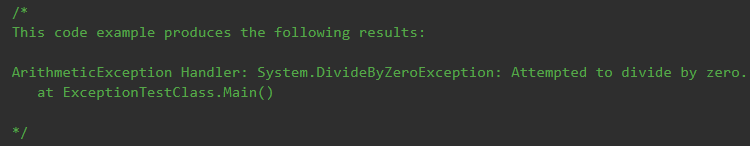 /*
This code example produces the following results:
ArithmeticException Handler: System.DivideByZeroException: Attempted to divide by zero.
   at ExceptionTestClass.Main()
*/